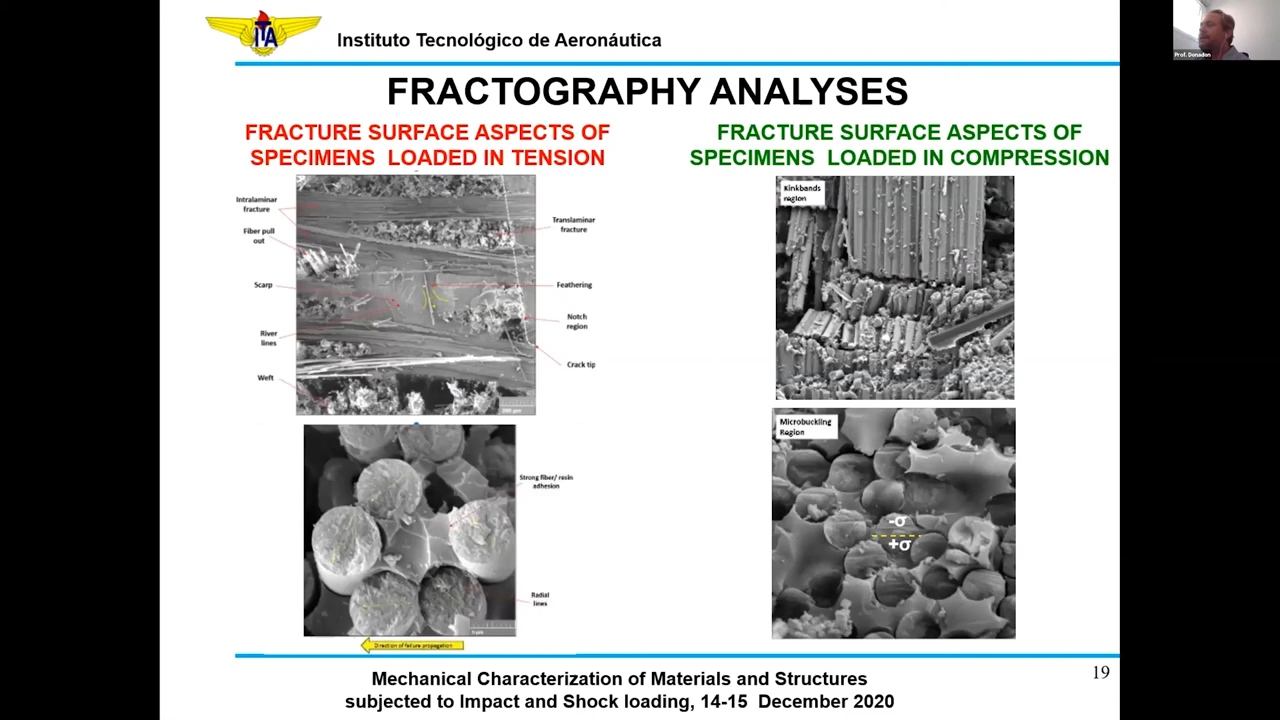 ITA
Instituto Tecnológico de Aeronáutica
Prof. Donadon
FRACTOGRAPHY ANALYSES
FRACTURE SURFACE ASPECTS OF
SPECIMENS LOADED IN TENSION
Intralaminar
fracture
Fiber pull
out
Scarp
River
lines
Weft
Translaminar
fracture
Feathering
Notch
region
Crack tip
Strong fiber/ resin
adhesion
Radial
lines
Direction of failure propagation
FRACTURE SURFACE ASPECTS OF
SPECIMENS LOADED IN COMPRESSION
Kinkbands
region
Microbuckling
Region
-σ
+σ
Mechanical Characterization of Materials and Structures
subjected to Impact and Shock loading, 14-15 December 2020
19